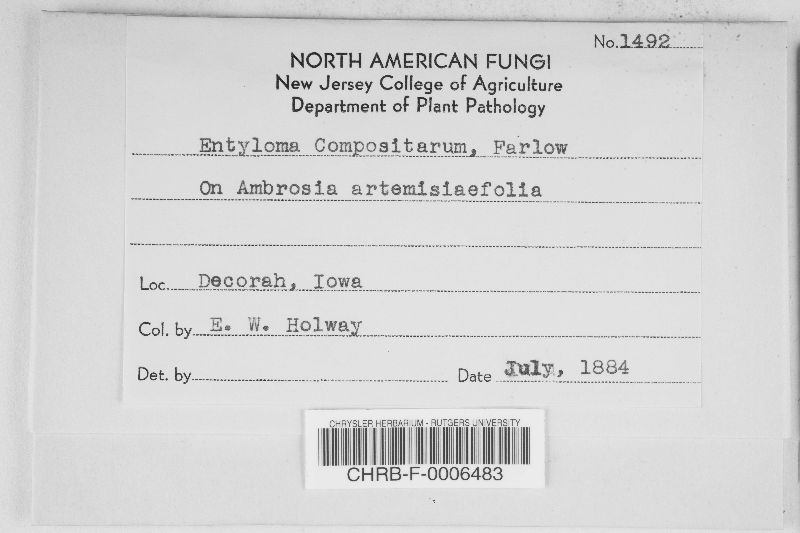 No. 1492
NORTH AMERICAN FUNGI
New Jersey College of Agriculture
Department of Plant Pathology
Entyloma Compositarum, Farlow
On Ambrosia artemisiaefolia
Loc. Decorah, Iowa
Col. by E. W. Holway
Det. by Date July, 1884
CHRYSLER HERBARIUM - RUTGERS UNIVERSITY
CHRB-F-0006483